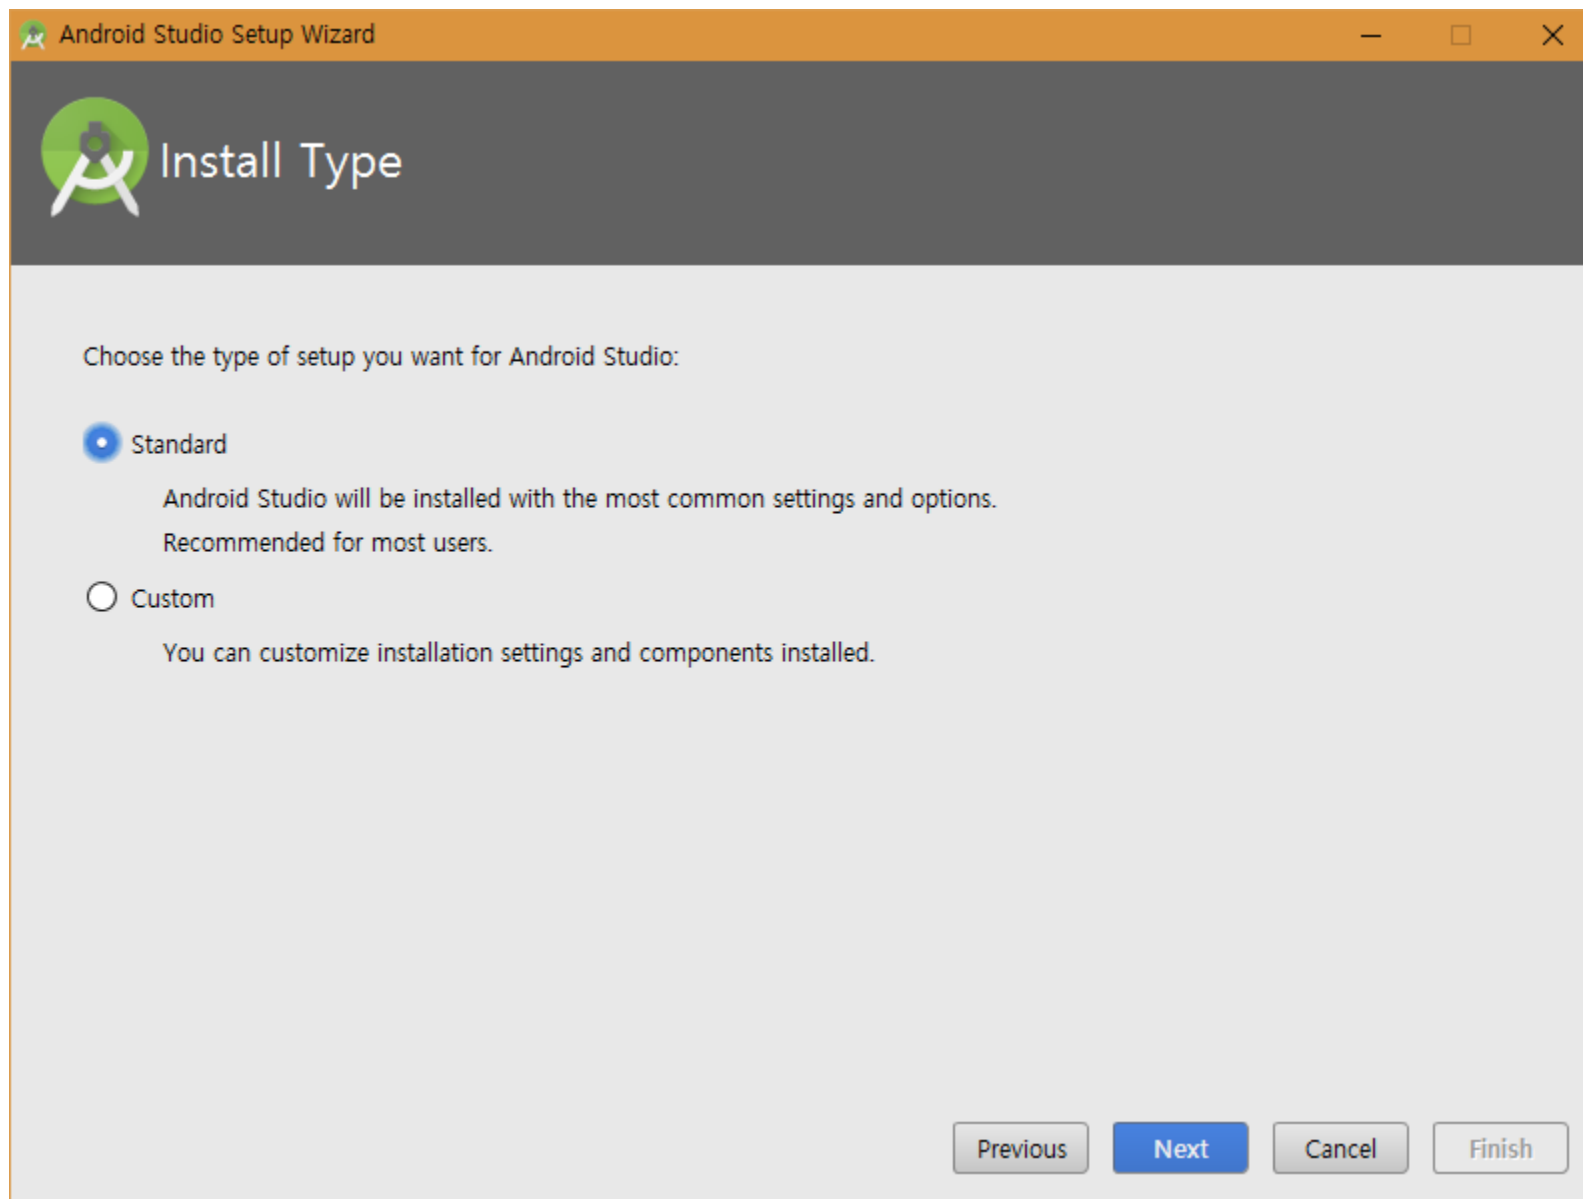 Android Studio Setup Wizard
Install Type
Choose the type of setup you want for Android Studio:
Standard
Android Studio will be installed with the most common settings and options.
Recommended for most users.
Custom
You can customize installation settings and components installed.
Previous Next Cancel Finish